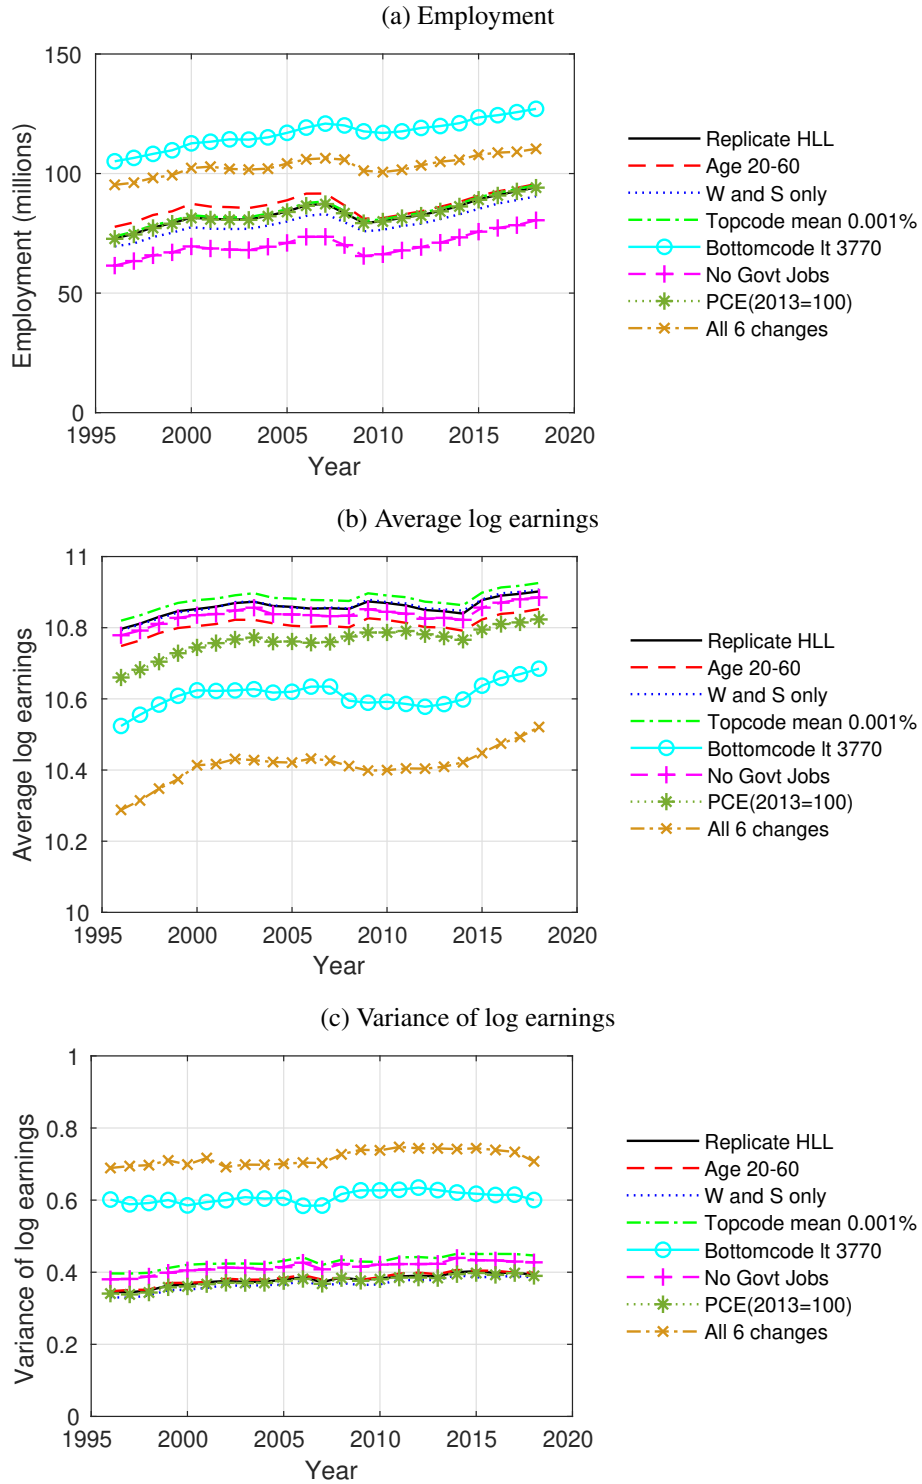 (a) Employment
150
100
50
0
1995 2000 2005 2010 2015 2020
Employment (millions)
Year
Replicate HLL
Age 20-60
W and S only
Topcode mean 0.001%
Bottomcode lt 3770
No Govt Jobs
PCE(2013=100)
All 6 changes
(b) Average log earnings
11
10.8
10.6
10.4
10.2
10
1995 2000 2005 2010 2015 2020
Average log earnings
Year
Replicate HLL
Age 20-60
W and S only
Topcode mean 0.001%
Bottomcode lt 3770
No Govt Jobs
PCE(2013=100)
All 6 changes
(c) Variance of log earnings
1
0.8
0.6
0.4
0.2
0
1995 2000 2005 2010 2015 2020
Variance of log earnings
Year
Replicate HLL
Age 20-60
W and S only
Topcode mean 0.001%
Bottomcode lt 3770
No Govt Jobs
PCE(2013=100)
All 6 changes